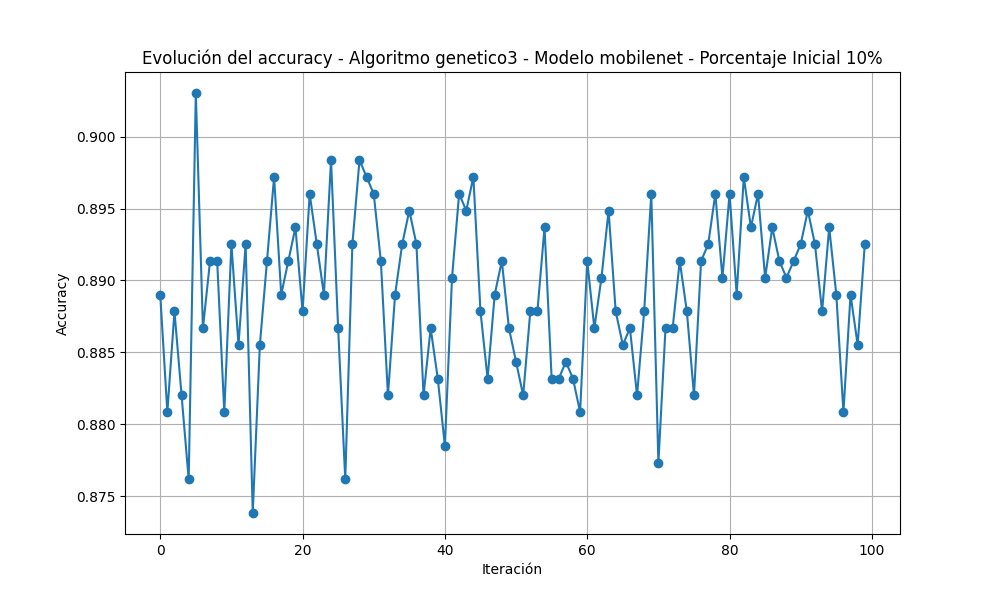 Evolución del accuracy - Algoritmo genetico3 - Modelo mobilenet - Porcentaje Inicial 10%
Accuracy
0.900
0.895
0.890
0.885
0.880
0.875
0 20 40 60 80 100
Iteración